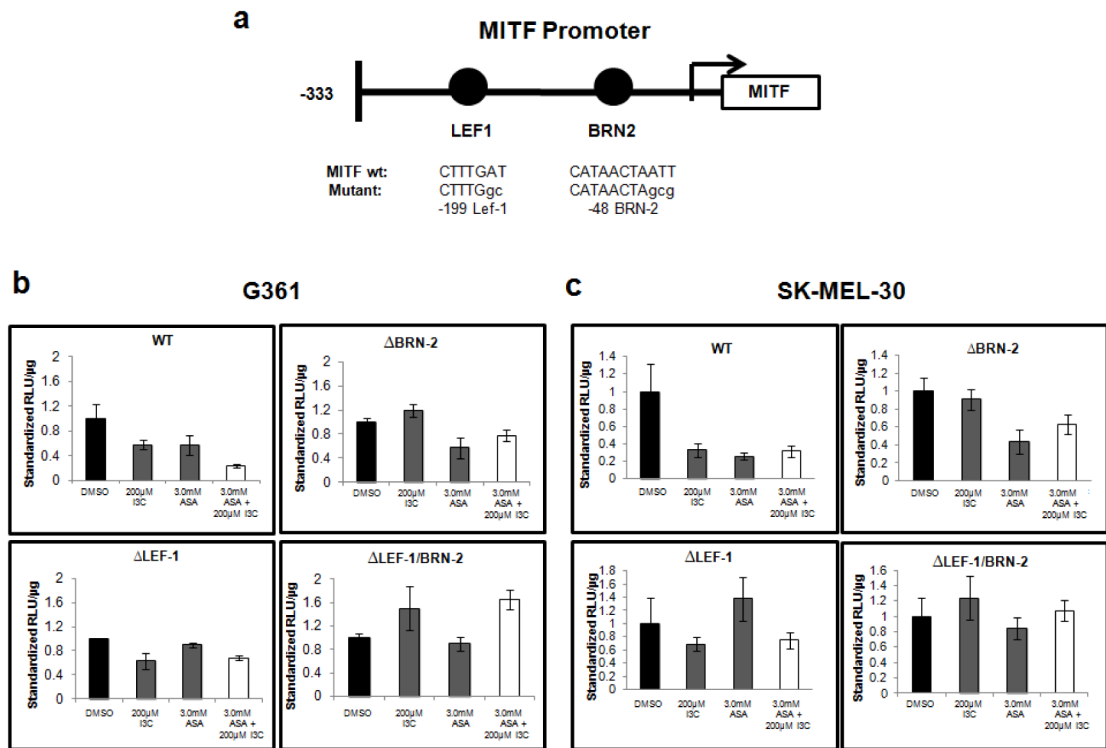 a
MITF Promoter
-333
MITF
LEF1
BRN2
MITF wt: CTTTGAT CATAACTAATT
Mutant: CTTTGgc CATAACTAgcg
-199 Lef-1 -48 BRN-2
b
G361
WT
Standardized RLU/µg
2
1.6
1.2
0.8
0.4
0
DMSO
200µM I3C
3.0mM ASA
3.0mM ASA + 200µM I3C
ΔBRN-2
Standardized RLU/µg
2
1.6
1.2
0.8
0.4
0
DMSO
200µM I3C
3.0mM ASA
3.0mM ASA + 200µM I3C
ΔLEF-1
Standardized RLU/µg
2
1.6
1.2
0.8
0.4
0
DMSO
200µM I3C
3.0mM ASA
3.0mM ASA + 200µM I3C
ΔLEF-1/BRN-2
Standardized RLU/µg
2
1.6
1.2
0.8
0.4
0
DMSO
200µM I3C
3.0mM ASA
3.0mM ASA + 200µM I3C
c
SK-MEL-30
WT
Standardized RLU/µg
1.4
1.2
1
0.8
0.6
0.4
0.2
0
DMSO
200µM I3C
3.0mM ASA
3.0mM ASA + 200µM I3C
ΔBRN-2
Standardized RLU/µg
1.4
1.2
1
0.8
0.6
0.4
0.2
0
DMSO
200µM I3C
3.0mM ASA
3.0mM ASA + 200µM I3C
ΔLEF-1
Standardized RLU/µg
1.8
1.6
1.4
1.2
1
0.8
0.6
0.4
0.2
0
DMSO
200µM I3C
3.0mM ASA
3.0mM ASA + 200µM I3C
ΔLEF-1/BRN-2
Standardized RLU/µg
1.6
1.4
1.2
1
0.8
0.6
0.4
0.2
0
DMSO
200µM I3C
3.0mM ASA
3.0mM ASA + 200µM I3C